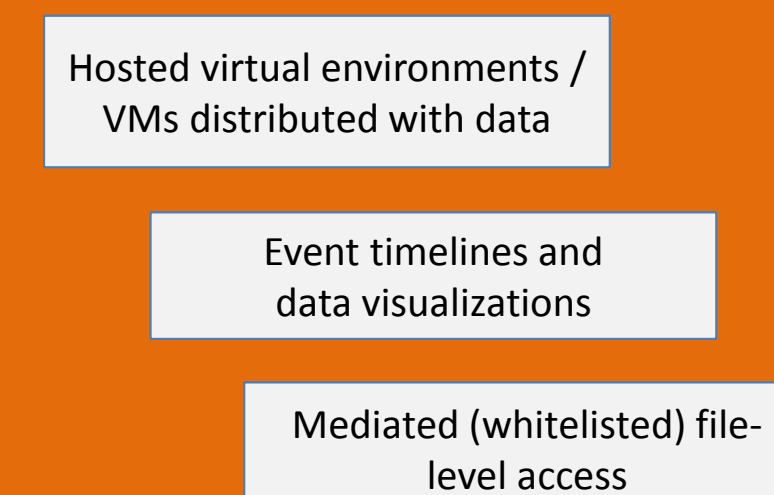 Hosted virtual environments /
VMs distributed with data
Event timelines and
data visualizations
Mediated (whitelisted) file-
level access